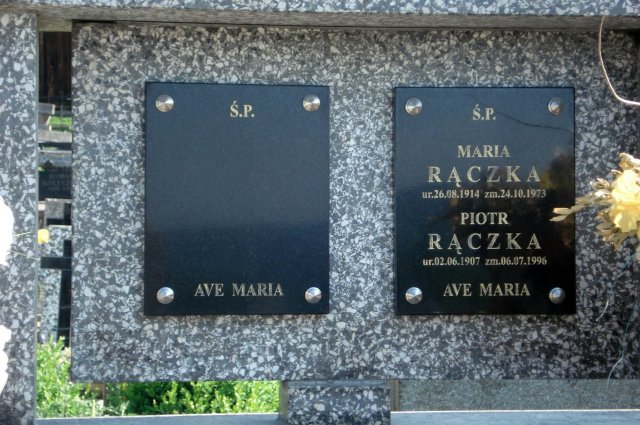 Ś.P.
AVE MARIA
Ś.P.
MARIA
RĄCZKA
ur.26.08.1914 zm.24.10.1973
PIOTR
RĄCZKA
ur.02.06.1907 zm.06.07.1996
AVE MARIA